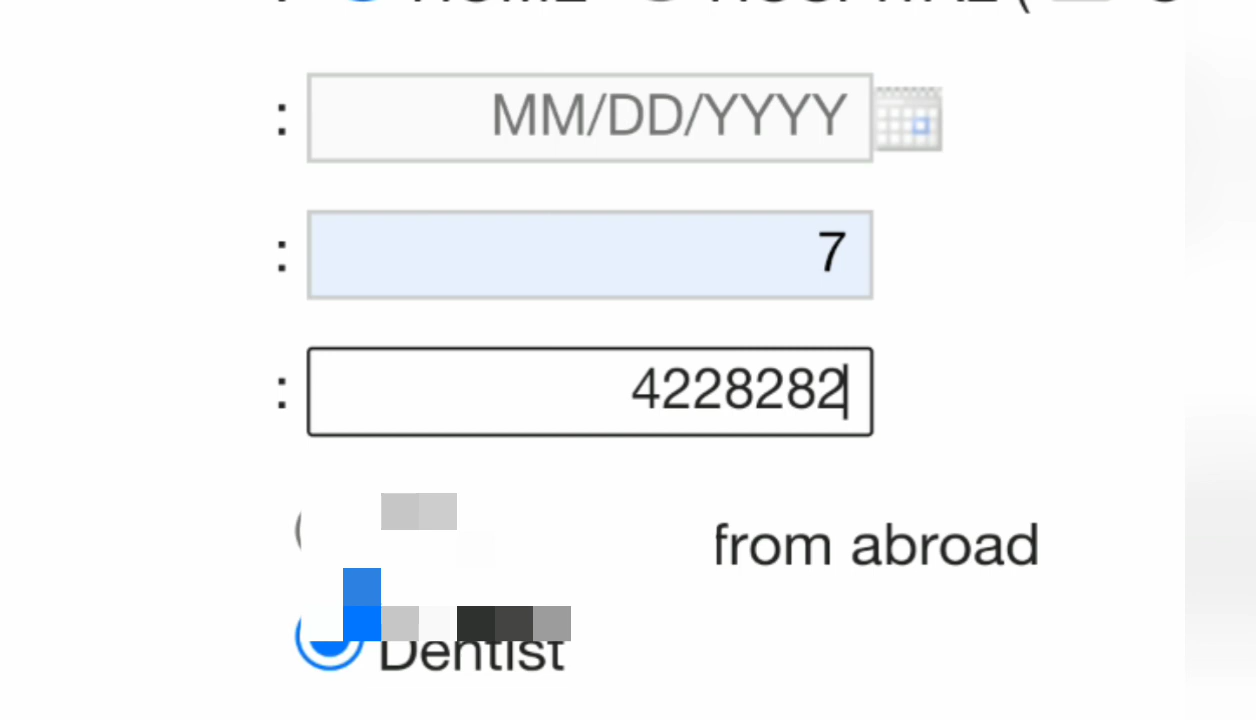 : MM/DD/YYYY
: 7
: 4228282
from abroad
Dentist